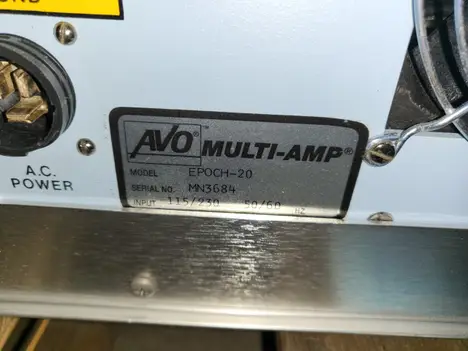 AVO® MULTI-AMP®
MODEL EPOCH-20
SERIAL NO. MN3684
INPUT 115/230 50/60 HZ
A.C.
POWER